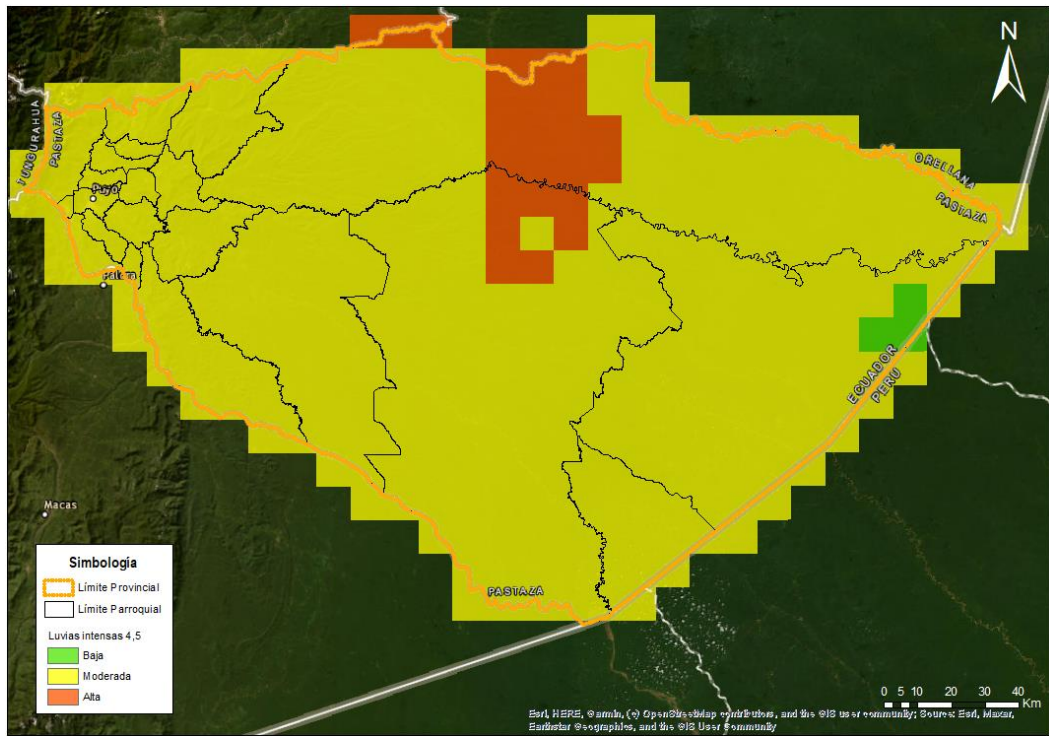 N
TUNGURAHUA
PASTAZA
Puyo
Palora
ORELLANA
PASTAZA
ECUADOR
PERU
Macas
PASTAZA
Simbología
Límite Provincial
Límite Parroquial
Luvias intensas 4,5
Baja
Moderada
Alta
0 5 10 20 30 40
Km
Esri, HERE, Garmin, (c) OpenStreetMap contributors, and the GIS user community; Source: Esri, Maxar,
Earthstar Geographics, and the GIS User Community